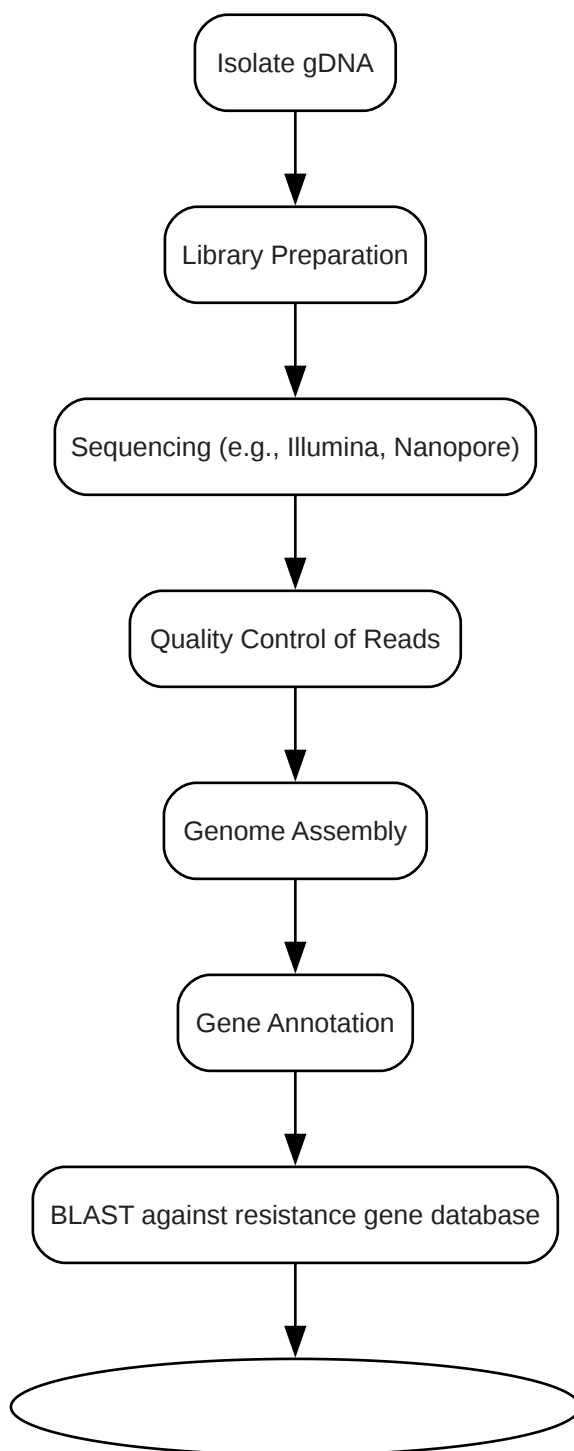 Isolate gDNA
Library Preparation
Sequencing (e.g., Illumina, Nanopore)
Quality Control of Reads
Genome Assembly
Gene Annotation
BLAST against resistance gene database